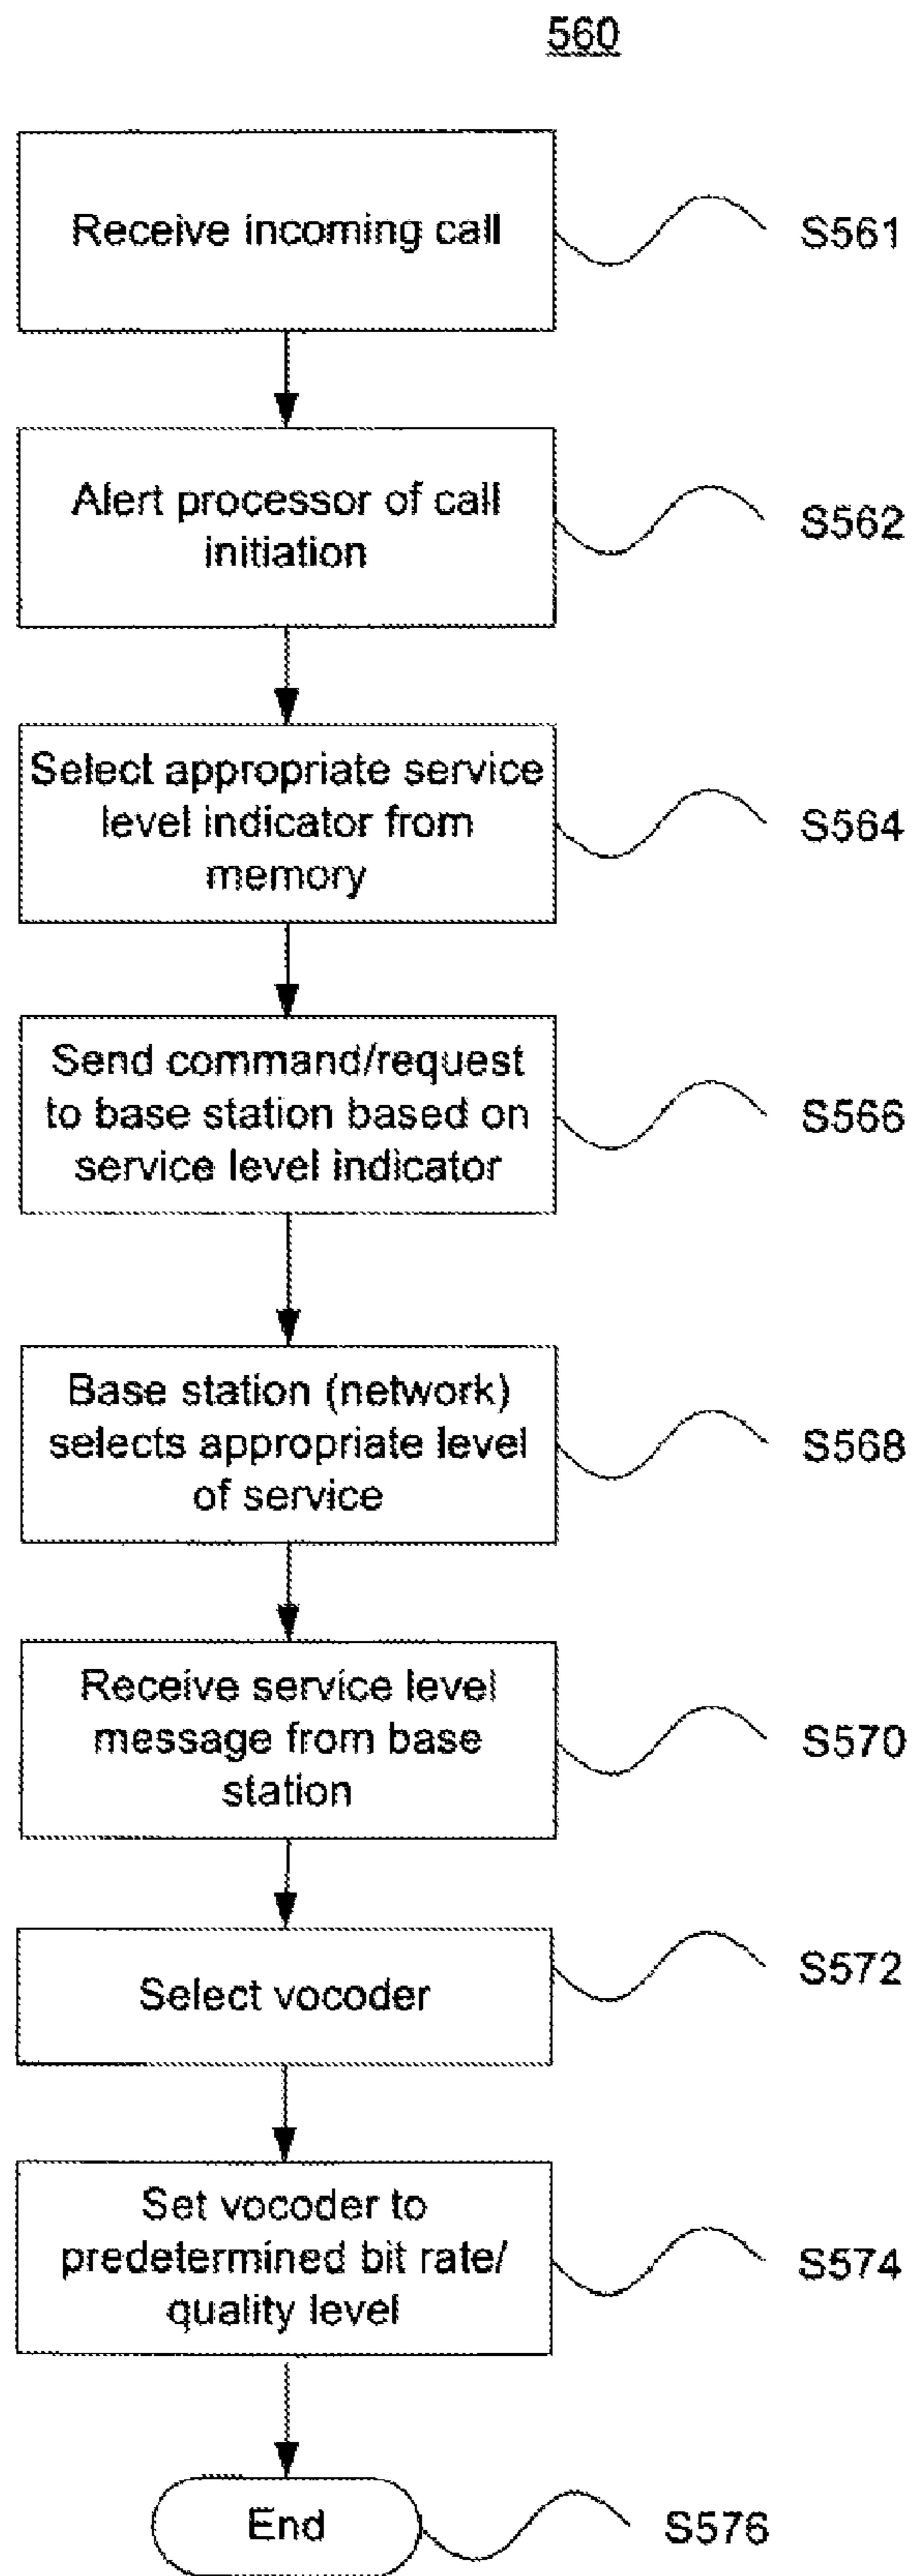 560
Receive incoming call
S561
Alert processor of call
initiation
S562
Select appropriate service
level indicator from
memory
S564
Send command/request
to base station based on
service level indicator
S566
Base station (network)
selects appropriate level
of service
S568
Receive service level
message from base
station
S570
Select vocoder
S572
Set vocoder to
predetermined bit rate/
quality level
S574
End
S576